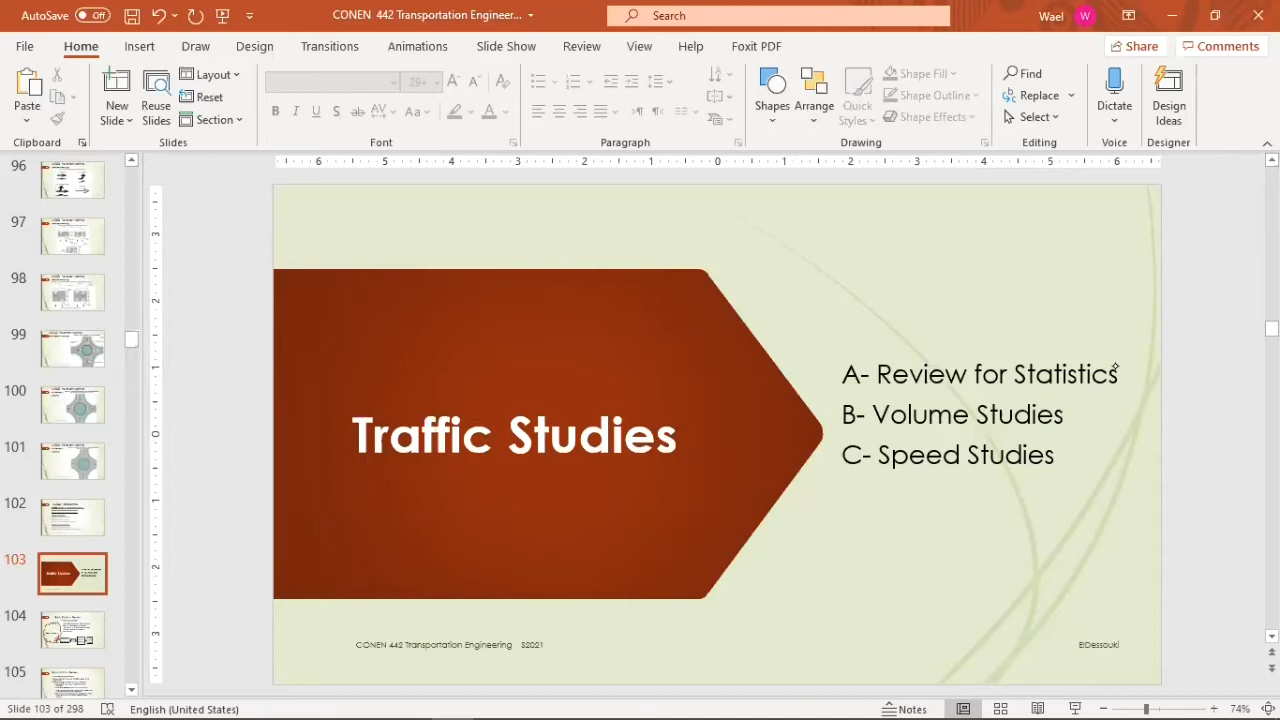 AutoSave Off CONEN 442 Transportation Engineer... Search Wael W
File Home Insert Draw Design Transitions Animations Slide Show Review View Help Foxit PDF Share Comments
Paste New Slide Reuse Slides Layout Reset Section 29+ Shapes Arrange Quick Styles Shape Fill Shape Outline Shape Effects Find Replace Select Dictate Design Ideas
Clipboard Slides Font Paragraph Drawing Editing Voice Designer
96
97
98
99
100
101
102
103
104
105
Traffic Studies
A- Review for Statistics
B- Volume Studies
C- Speed Studies
CONEN 442 Transportation Engineering S2021 ElDessouki
Slide 103 of 298 English (United States) Notes 74%